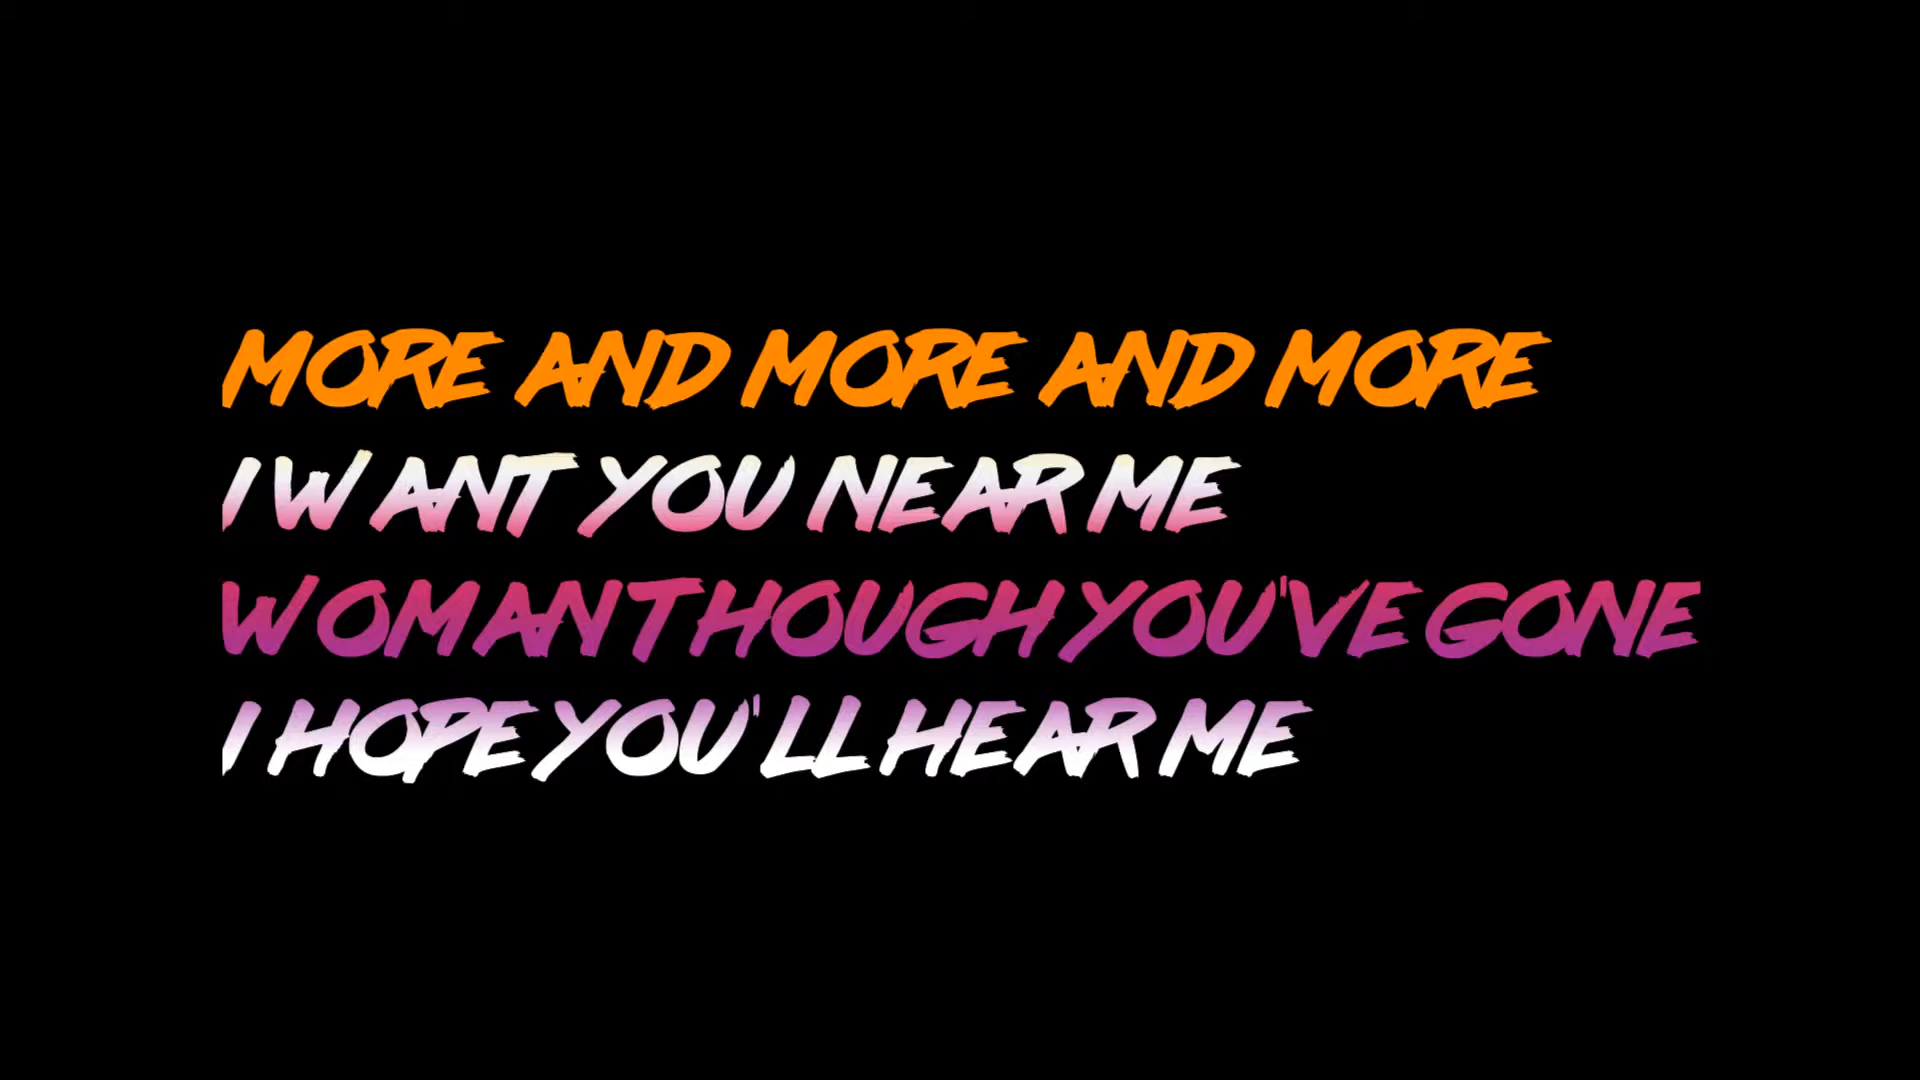 MORE AND MORE AND MORE
I WANT YOU NEAR ME
WOMAN THOUGH YOU'VE GONE
I HOPE YOU'LL HEAR ME